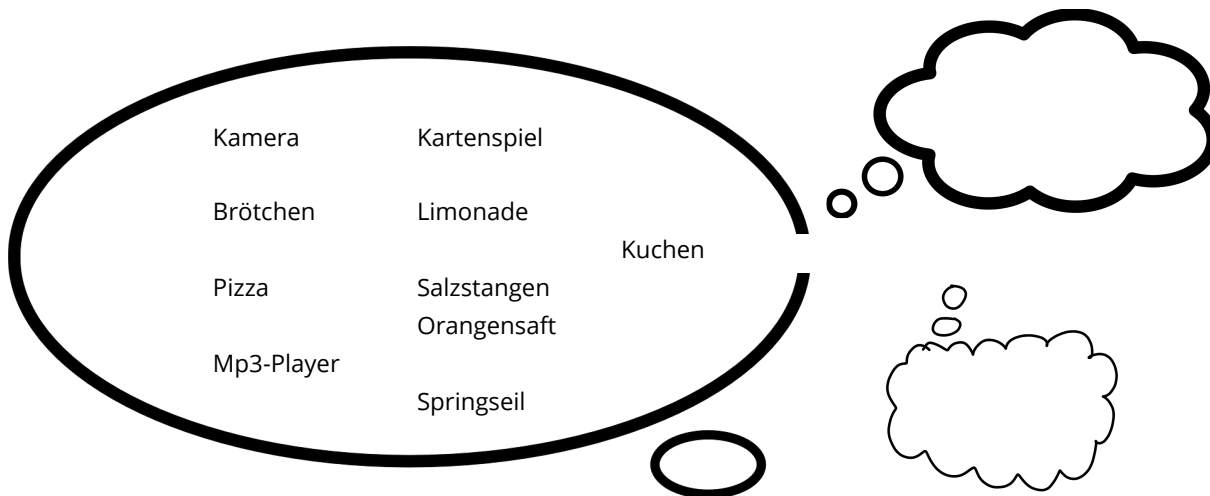 Kamera Kartenspiel
Brötchen Limonade
Kuchen
Pizza Salzstangen
Orangensaft
Mp3-Player
Springseil